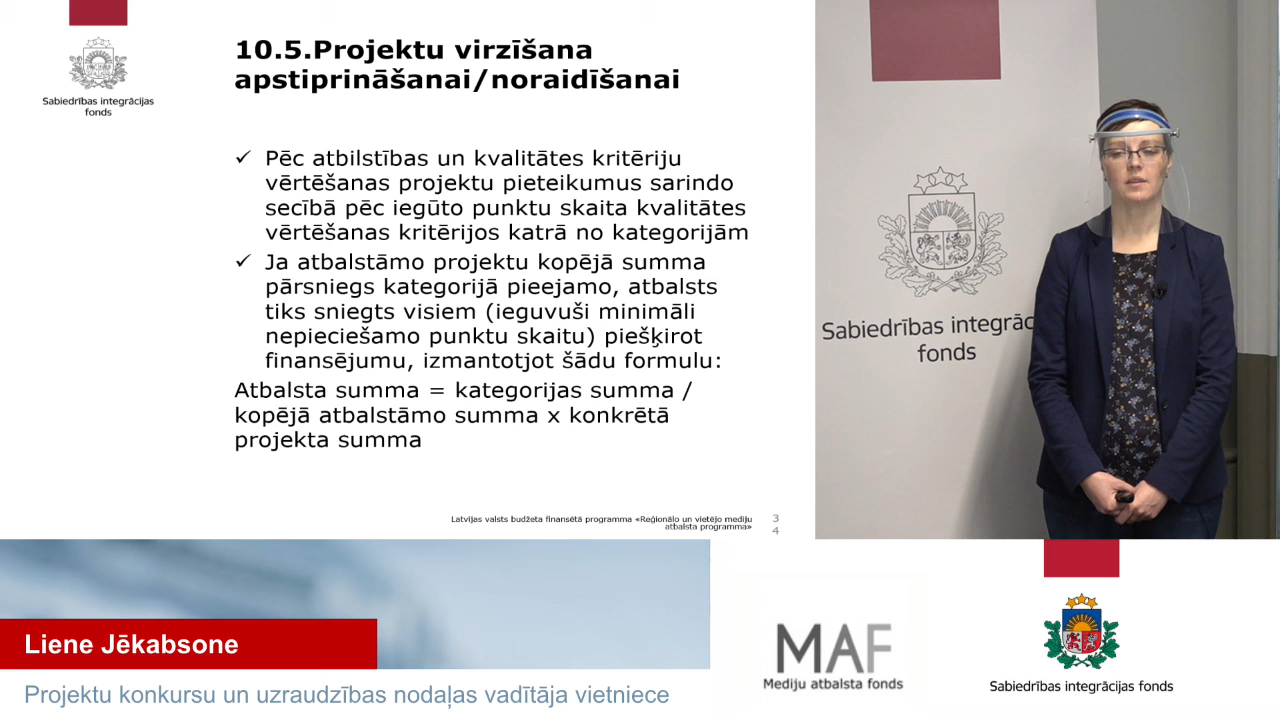 Sabiedrības integrācijas
fonds
10.5.Projektu virzīšana
apstiprināšanai/noraidīšanai
✓ Pēc atbilstības un kvalitātes kritēriju
vērtēšanas projektu pieteikumus sarindo
secībā pēc iegūto punktu skaita kvalitātes
vērtēšanas kritērijos katrā no kategorijām
✓ Ja atbalstāmo projektu kopējā summa
pārsniegs kategorijā pieejamo, atbalsts
tiks sniegts visiem (ieguvuši minimāli
nepieciešamo punktu skaitu) piešķirot
finansējumu, izmantotjot šādu formulu:
Atbalsta summa = kategorijas summa /
kopējā atbalstāmo summa x konkrētā
projekta summa
Latvijas valsts budžeta finansētā programma «Reģionālo un vietējo mediju
atbalsta programma»
3
4
Sabiedrības integrāc
fonds
Liene Jēkabsone
Projektu konkursu un uzraudzības nodaļas vadītāja vietniece
MAF
Mediju atbalsta fonds
Sabiedrības integrācijas fonds